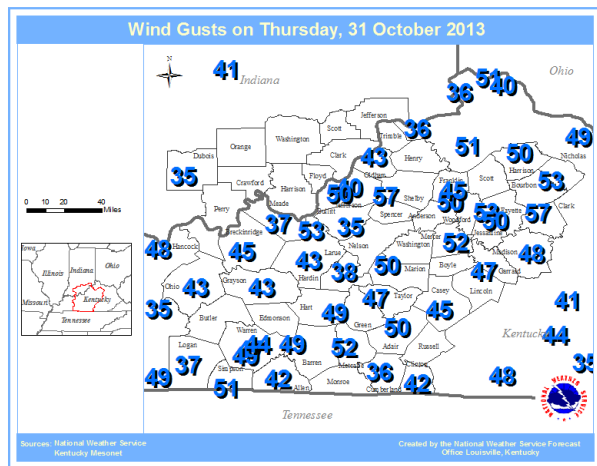 Wind Gusts on Thursday, 31 October 2013
N
41
Indiana
Ohio
51
40
36
Jefferson
Scott
Trimble
36
Washington
Orange
Clark
Henry
51
49
Dubois
43
50
Nicholas
35
Floyd
Oldham
Harrison
Crawford
Harrison
Franklin
Scott
Bourbon
53
50
40
57
45
50
Perry
Meade
Bullitt
Shelby
Spencer
Anderson
Woodford
53
50
57
Clark
Fayette
37
53
35
Jessamine
Breckinridge
Nelson
Washington
Mercer
52
Madison
48
48
Hancock
45
43
Larue
38
50
Marion
Boyle
47
Garrard
Hardin
Lincoln
Ohio
43
Grayson
43
47
Taylor
Casey
41
35
Hart
49
45
Butler
Edmonson
Green
50
44
Warren
Adair
Russell
Kentucky
Logan
44
49
49
52
35
37
Simpson
Barren
Metcalfe
36
Clinton
49
51
42
Allen
Monroe
Cumberland
42
48
Tennessee
0 20 40
Miles
Iowa
Illinois
Indiana
Ohio
Missouri
Kentucky
Tennessee
NATIONAL WEATHER SERVICE
Sources: National Weather Service
Kentucky Mesonet
Created by the National Weather Service Forecast
Office Louisville, Kentucky